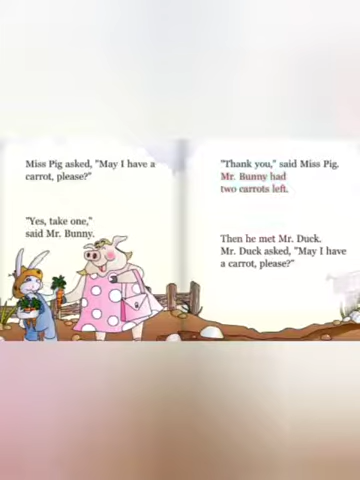 Miss Pig asked, "May I have a
carrot, please?"
"Yes, take one,"
said Mr. Bunny.
"Thank you," said Miss Pig.
Mr. Bunny had
two carrots left.
Then he met Mr. Duck.
Mr. Duck asked, "May I have
a carrot, please?"